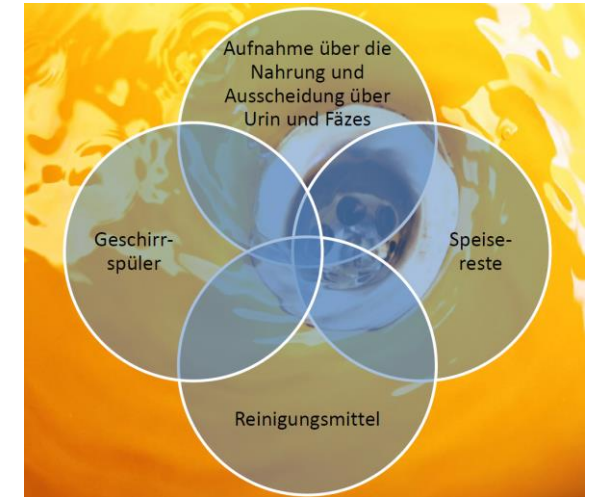 Aufnahme über die
Nahrung und
Ausscheidung über
Urin und Fäzes
Geschirr-
spüler
Speise-
reste
Reinigungsmittel